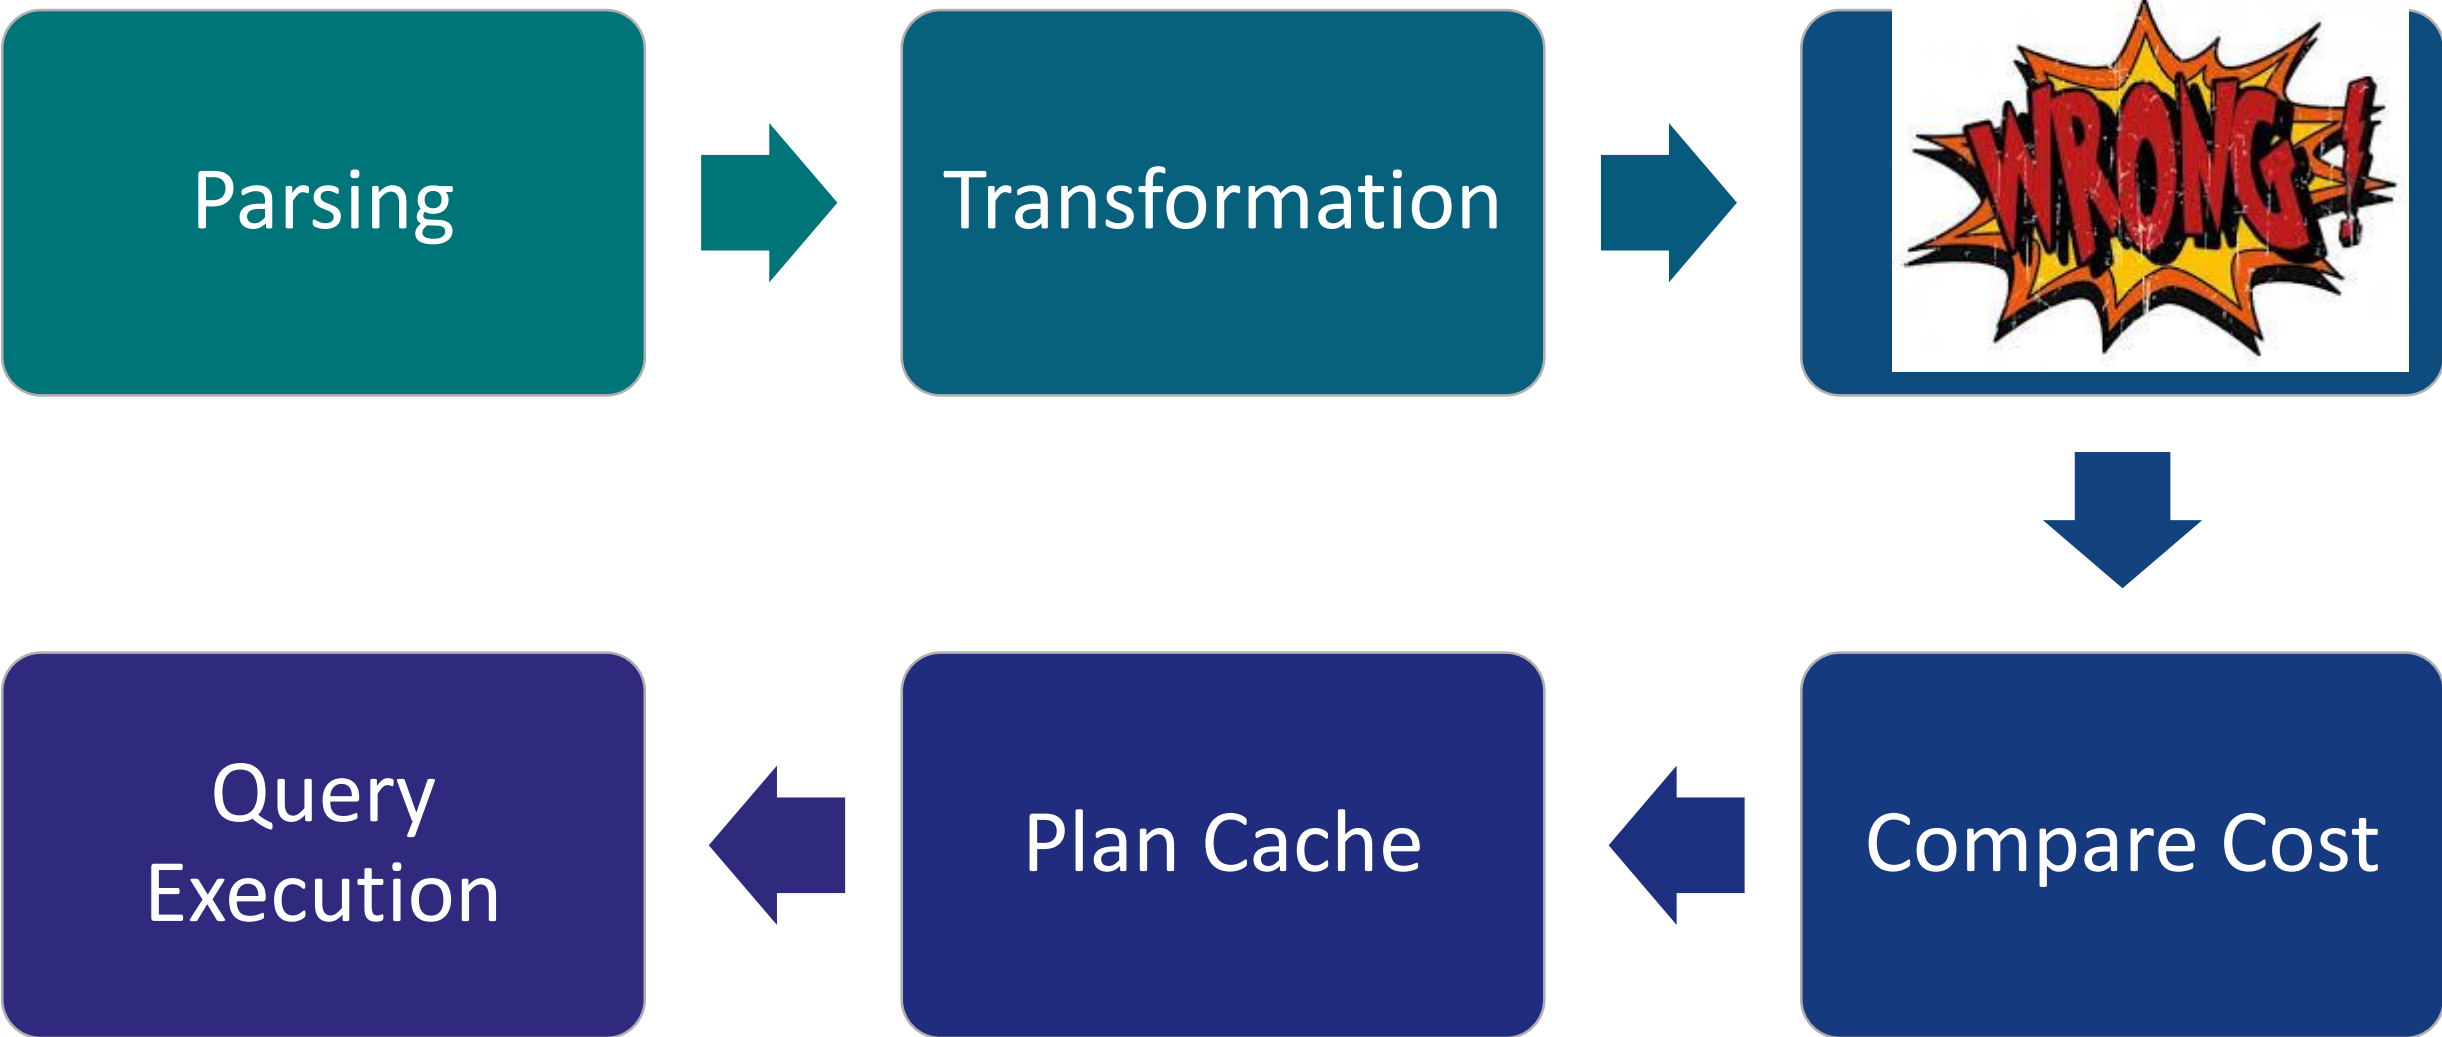 Parsing
Transformation
WRONG!
Compare Cost
Plan Cache
Query
Execution